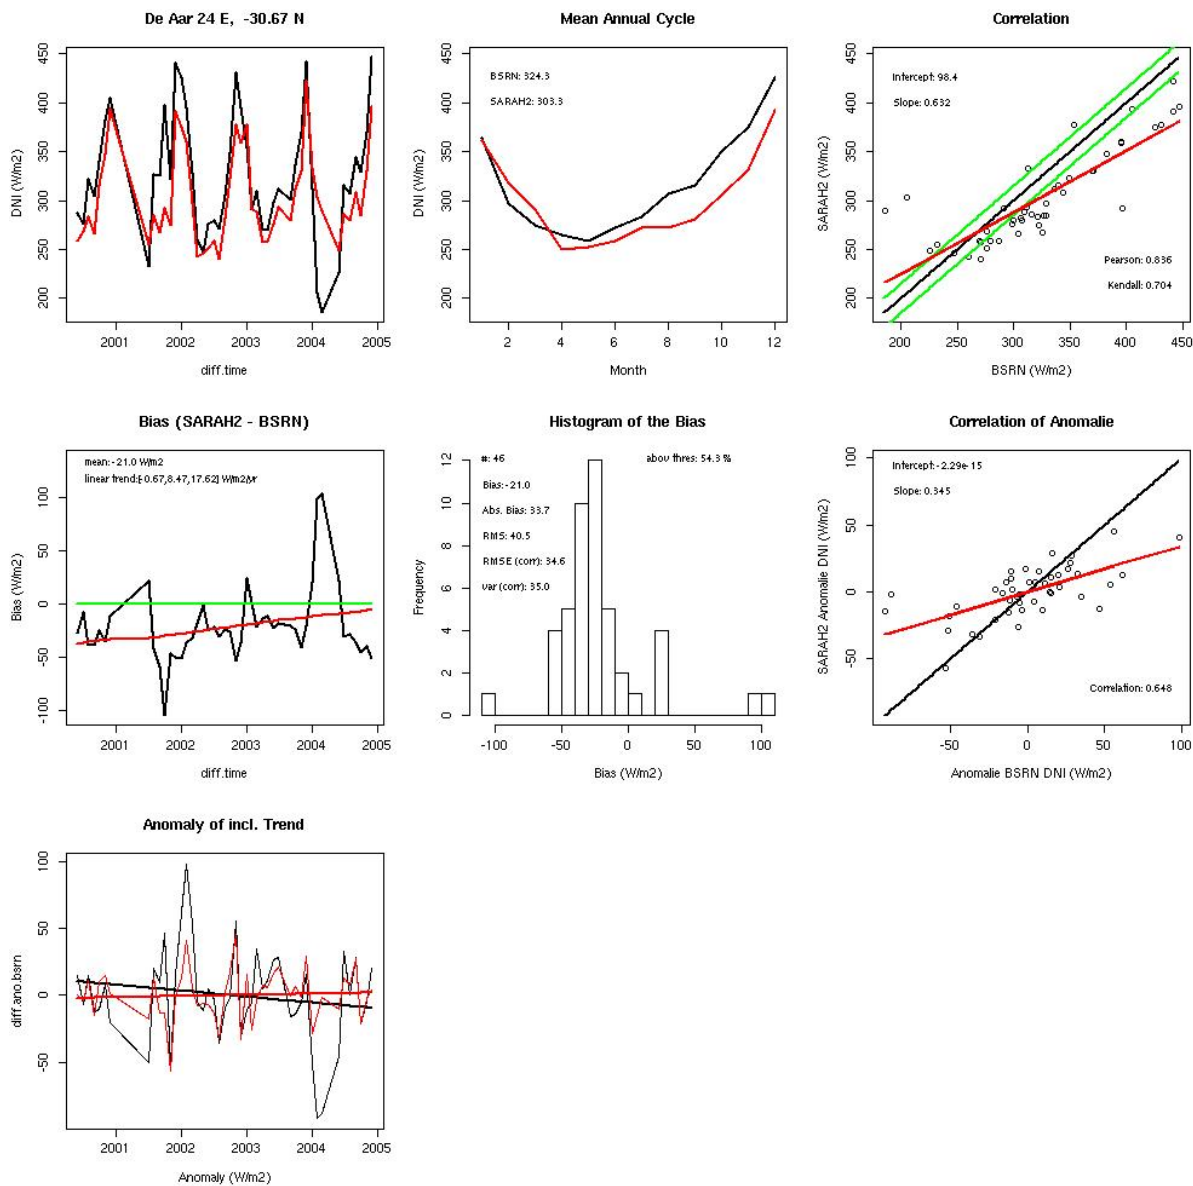 De Aar 24 E, -30.67 N
450
400
350
300
250
200
DNI (W/m2)
2001 2002 2003 2004 2005
diff.time
Mean Annual Cycle
BSRN: 324.3
SARAH2: 303.3
450
400
350
300
250
200
DNI (W/m2)
2 4 6 8 10 12
Month
Correlation
Intercept: 98.4
Slope: 0.632
450
400
350
300
250
200
SARAH2 (W/m2)
Pearson: 0.836
Kendall: 0.704
200 250 300 350 400 450
BSRN (W/m2)
Bias (SARAH2 - BSRN)
mean: -21.0 W/m2
linear trend:[-0.67,8.47,17.62] W/m2/yr
100
50
0
-50
-100
Bias (W/m2)
2001 2002 2003 2004 2005
diff.time
Histogram of the Bias
#: 46
abov thres: 54.3 %
Bias: -21.0
Abs. Bias: 33.7
RMS: 40.5
RMSE (corr): 34.6
var (corr): 35.0
12
10
8
6
4
2
0
Frequency
-100 -50 0 50 100
Bias (W/m2)
Correlation of Anomalie
Intercept: -2.29e-15
Slope: 0.345
100
50
0
-50
SARAH2 Anomalie DNI (W/m2)
Correlation: 0.648
-50 0 50 100
Anomalie BSRN DNI (W/m2)
Anomaly of incl. Trend
100
50
0
-50
diff.ano.bsrn
2001 2002 2003 2004 2005
Anomaly (W/m2)